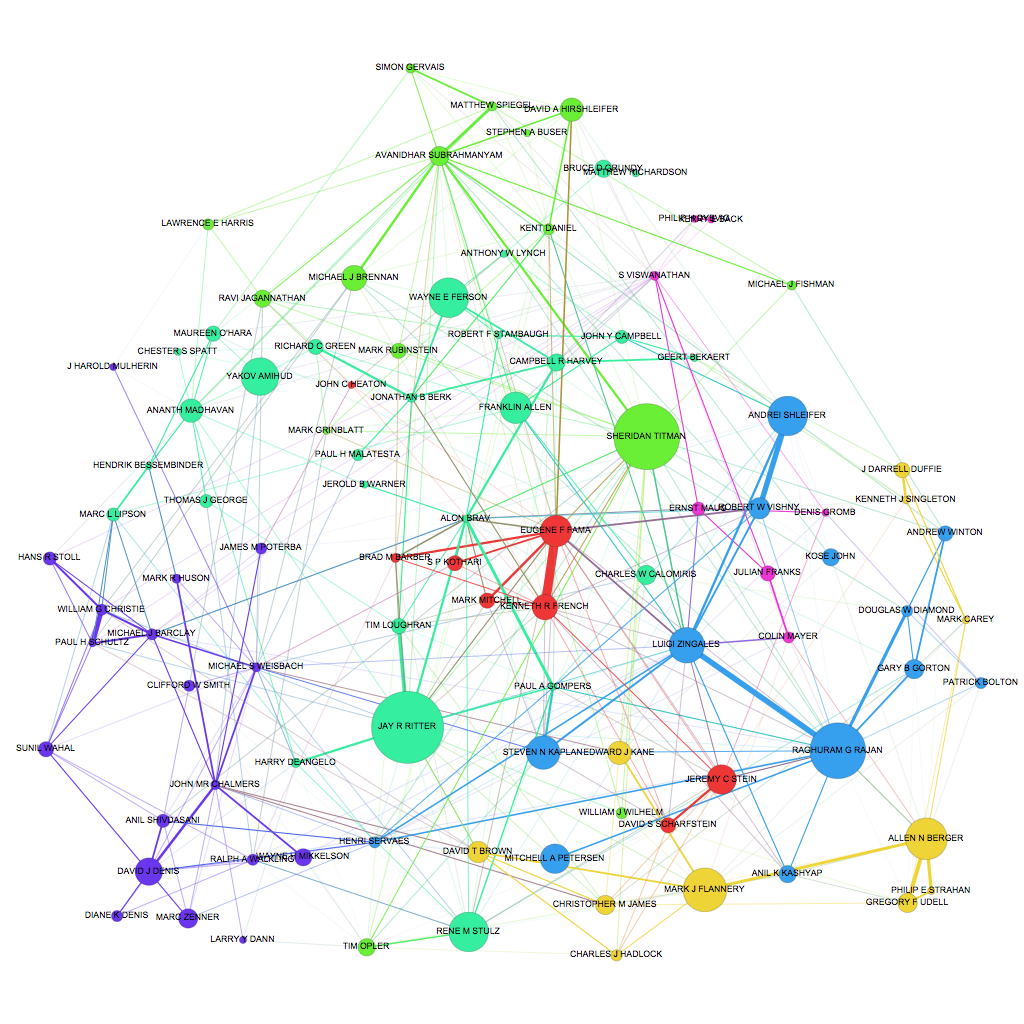 SIMON GERVAIS
MATTHEW SPIEGEL
DAVID A HIRSHLEIFER
STEPHEN A BUSER
AVANIDHAR SUBRAHMANYAM
BRUCE D GRUNDY
MATTHEW RICHARDSON
LAWRENCE E HARRIS
PHILIP H DYBVIG
KERRY E BACK
KENT DANIEL
ANTHONY W LYNCH
S VISWANATHAN
MICHAEL J BRENNAN
MICHAEL J FISHMAN
RAVI JAGANNATHAN
WAYNE E FERSON
MAUREEN O'HARA
ROBERT F STAMBAUGH
JOHN Y CAMPBELL
RICHARD C GREEN
CHESTER S SPATT
MARK RUBINSTEIN
GEERT BEKAERT
CAMPBELL R HARVEY
J HAROLD MULHERIN
YAKOV AMIHUD
JOHN C HEATON
JONATHAN B BERK
ANANTH MADHAVAN
FRANKLIN ALLEN
ANDREI SHLEIFER
MARK GRINBLATT
SHERIDAN TITMAN
PAUL H MALATESTA
HENDRIK BESSEMBINDER
J DARRELL DUFFIE
JEROLD B WARNER
THOMAS J GEORGE
KENNETH J SINGLETON
ERNST MAUG
ROBERT W VISHNY
DENIS GROMB
MARC L LIPSON
ALON BRAV
EUGENE F FAMA
ANDREW WINTON
JAMES M POTERBA
HANS R STOLL
BRAD M BARBER
S P KOTHARI
KOSE JOHN
CHARLES W CALOMIRIS
JULIAN FRANKS
MARK R HUSON
MARK MITCHELL
KENNETH R FRENCH
WILLIAM G CHRISTIE
DOUGLAS W DIAMOND
MARK CAREY
TIM LOUGHRAN
MICHAEL J BARCLAY
PAUL H SCHULTZ
COLIN MAYER
LUIGI ZINGALES
MICHAEL S WEISBACH
GARY B GORTON
CLIFFORD W SMITH
PAUL A GOMPERS
PATRICK BOLTON
JAY R RITTER
SUNIL WAHAL
STEVEN N KAPLAN
EDWARD J KANE
RAGHURAM G RAJAN
HARRY DEANGELO
JEREMY C STEIN
JOHN MR CHALMERS
WILLIAM J WILHELM
ANIL SHIVDASANI
DAVID S SCHARFSTEIN
HENRI SERVAES
ALLEN N BERGER
DAVID T BROWN
RALPH A WALKLING
WAYNE H MIKKELSON
MITCHELL A PETERSEN
DAVID J DENIS
ANIL K KASHYAP
MARK J FLANNERY
PHILIP E STRAHAN
GREGORY F UDELL
CHRISTOPHER M JAMES
DIANE K DENIS
MARC ZENNER
RENE M STULZ
LARRY Y DANN
TIM OPLER
CHARLES J HADLOCK